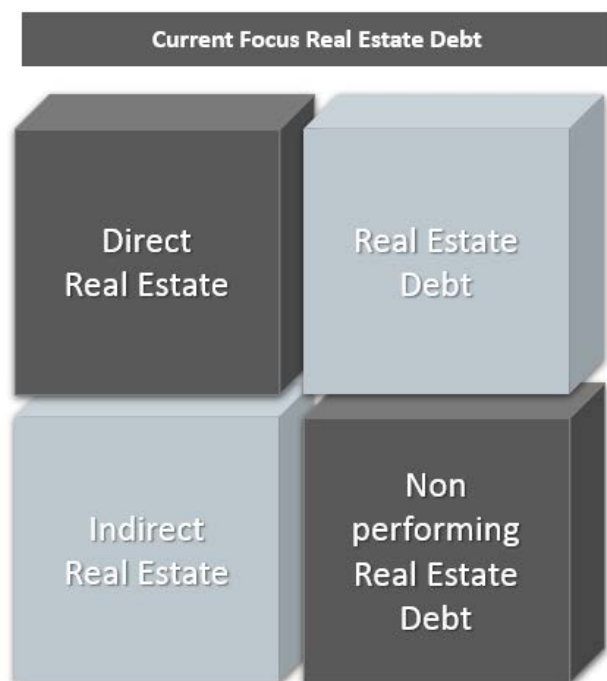 Current Focus Real Estate Debt
Direct
Real Estate
Real Estate
Debt
Indirect
Real Estate
Non
performing
Real Estate
Debt